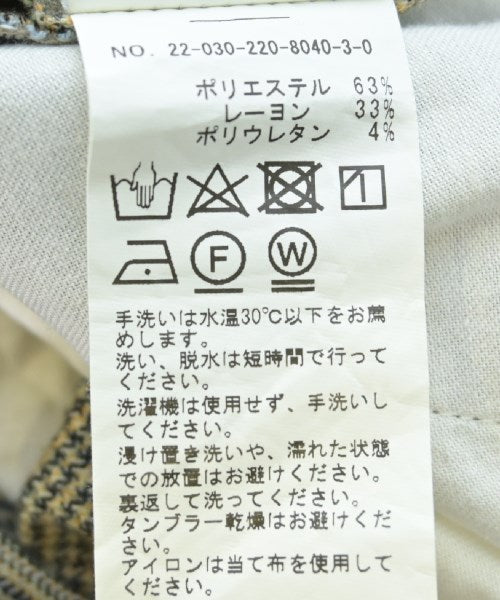 NO. 22-030-220-8040-3-0
ポリエステル 63%
レーヨン 33%
ポリウレタン 4%
F
W
手洗いは水温30℃以下をお薦
めします。
洗い、脱水は短時間で行って
ください。
洗濯機は使用せず、手洗いし
てください。
浸け置き洗いや、濡れた状態
での放置はお避けください。
裏返して洗ってください。
タンブラー乾燥はお避けくだ
さい。
アイロンは当て布を使用して
ください。